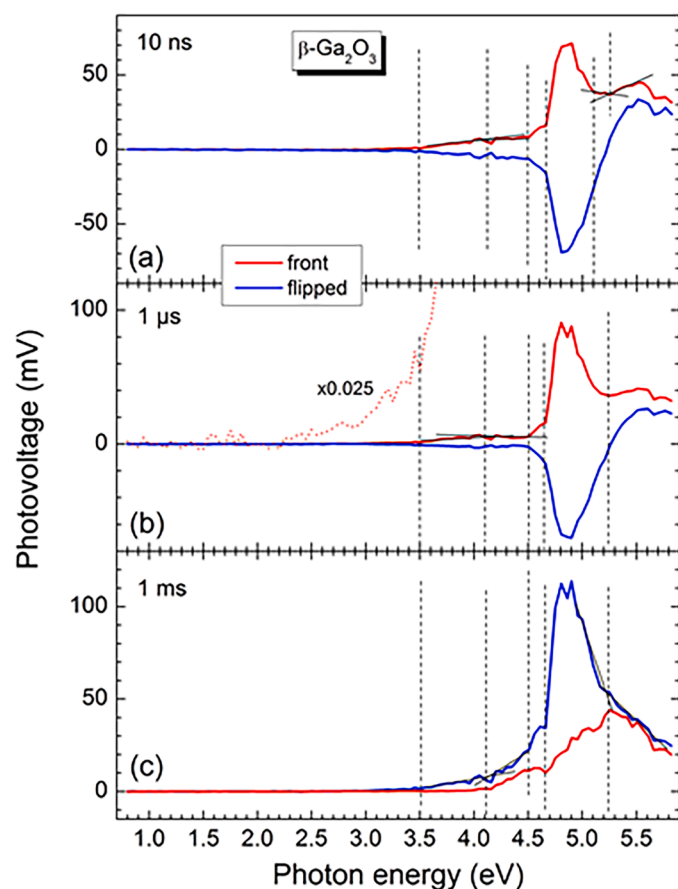 10 ns
β-Ga₂O₃
50
0
-50
(a)
front
flipped
100
1 μs
x0.025
50
0
(b)
1 ms
100
50
0
(c)
1.0 1.5 2.0 2.5 3.0 3.5 4.0 4.5 5.0 5.5
Photon energy (eV)
Photovoltage (mV)